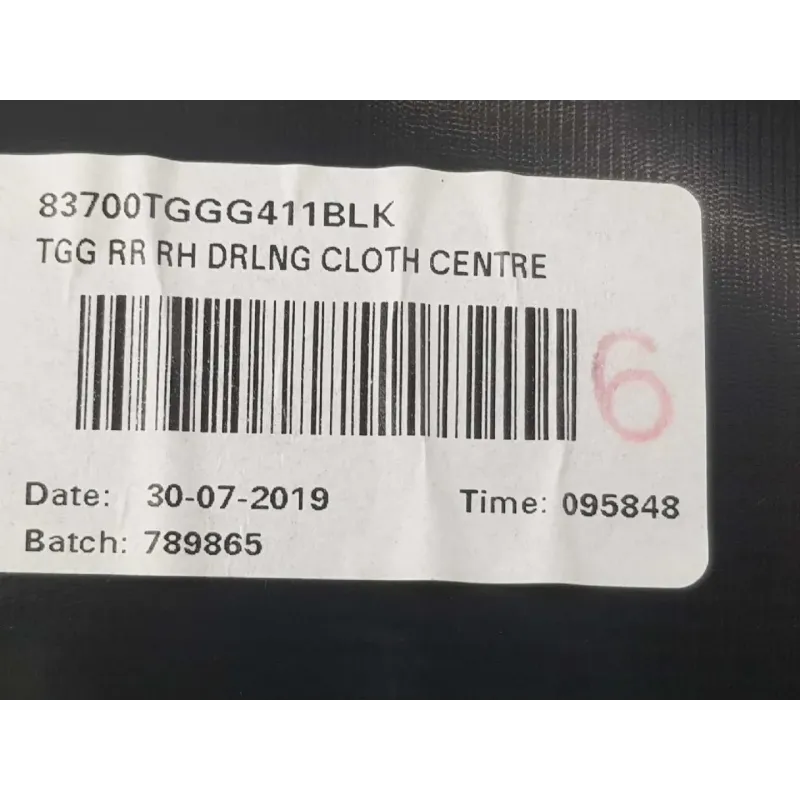 83700TGGG411BLK
TGG RR RH DRLNG CLOTH CENTRE
6
Date: 30-07-2019 Time: 095848
Batch: 789865